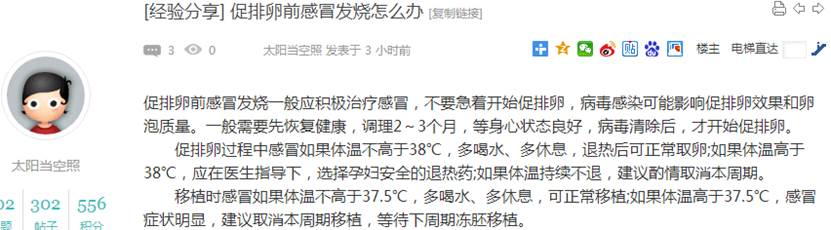 [经验分享] 促排卵前感冒发烧怎么办 [复制链接]
3 0 太阳当空照 发表于 3 小时前 贴 楼主 电梯直达
促排卵前感冒发烧一般应积极治疗感冒，不要急着开始促排卵，病毒感染可能影响促排卵效果和卵
泡质量。一般需要先恢复健康，调理2～3个月，等身心状态良好，病毒清除后，才开始促排卵。
促排卵过程中感冒如果体温不高于38℃，多喝水、多休息，退热后可正常取卵;如果体温高于
38℃，应在医生指导下，选择孕妇安全的退热药;如果体温持续不退，建议酌情取消本周期。
移植时感冒如果体温不高于37.5℃，多喝水、多休息，可正常移植;如果体温高于37.5℃，感冒
症状明显，建议取消本周期移植，等待下周期冻胚移植。
太阳当空照
02 302 556
题 帖子 积分